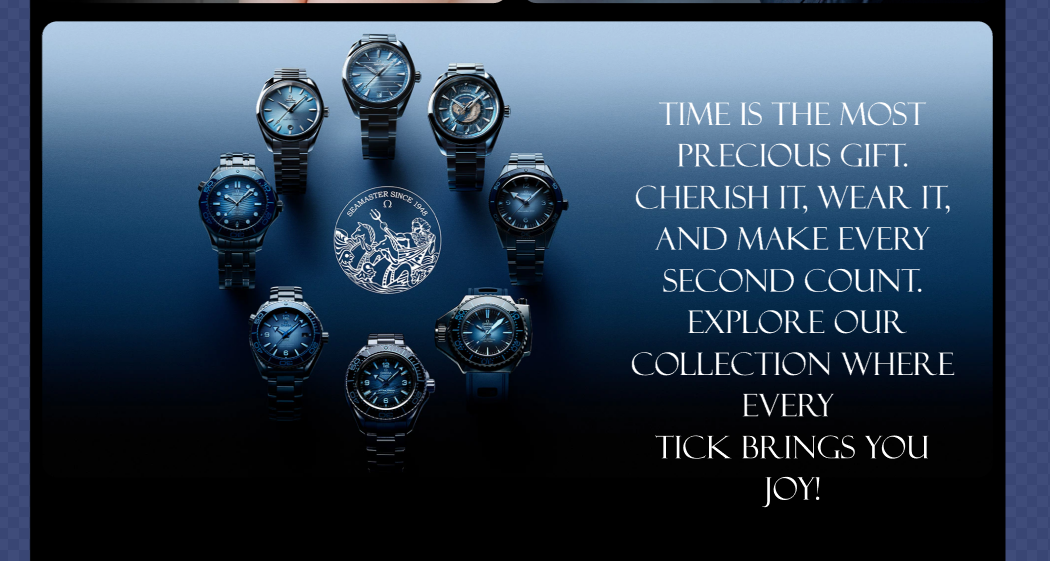 SEAMASTER SINCE 1948
Ω
TIME IS THE MOST
PRECIOUS GIFT.
CHERISH IT, WEAR IT,
AND MAKE EVERY
SECOND COUNT.
EXPLORE OUR
COLLECTION WHERE
EVERY
TICK BRINGS YOU
JOY!